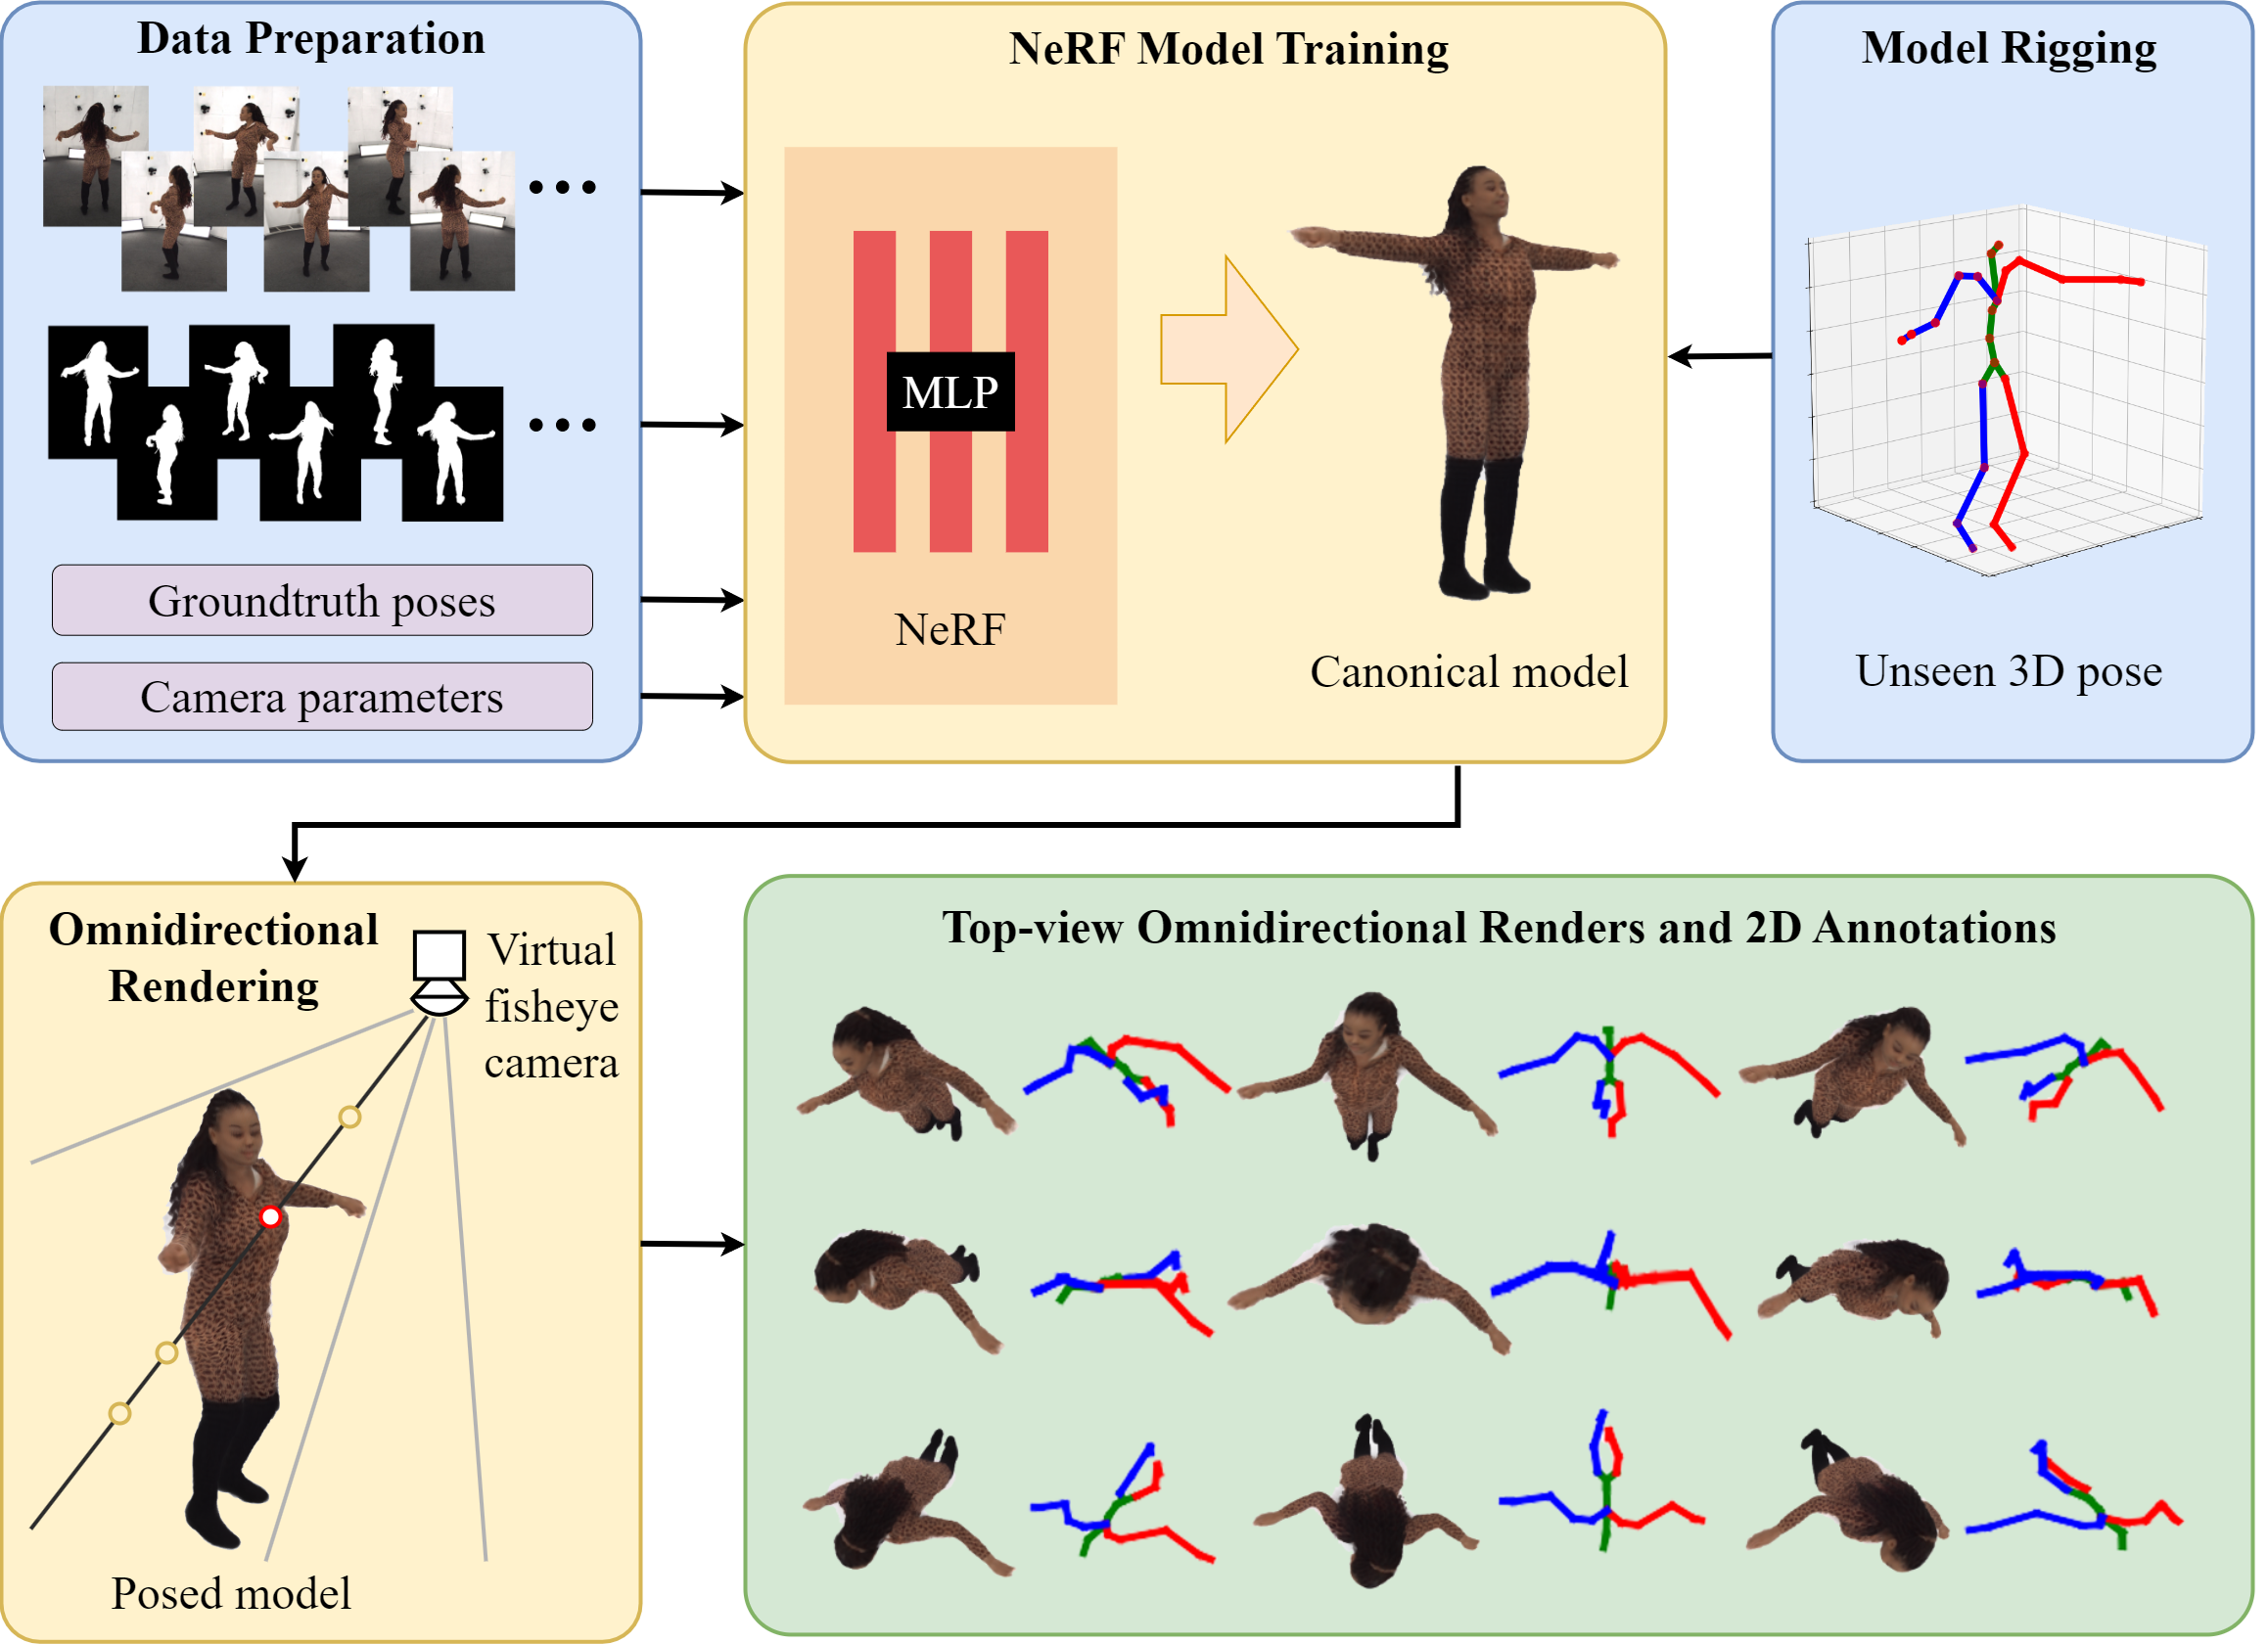 Data Preparation
Groundtruth poses
Camera parameters
NeRF Model Training
MLP
NeRF
Canonical model
Model Rigging
Unseen 3D pose
Omnidirectional
Rendering
Virtual
fisheye
camera
Posed model
Top-view Omnidirectional Renders and 2D Annotations